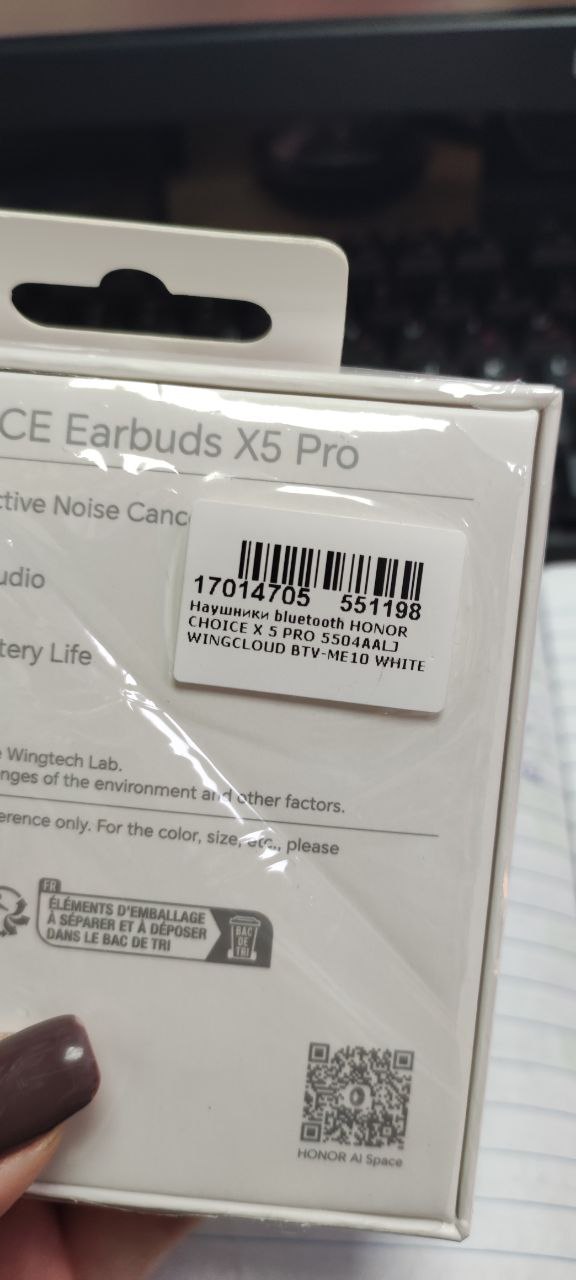 CE Earbuds X5 Pro
ctive Noise Canc
udio
tery Life
17014705 551198
Наушники bluetooth HONOR
CHOICE X 5 PRO 5504AALJ
WINGCLOUD BTV-ME10 WHITE
e Wingtech Lab.
nges of the environment and other factors.
erence only. For the color, size, etc., please
FR
ÉLÉMENTS D'EMBALLAGE
À SÉPARER ET À DÉPOSER
DANS LE BAC DE TRI
BAC
DE
TRI
HONOR AI Space